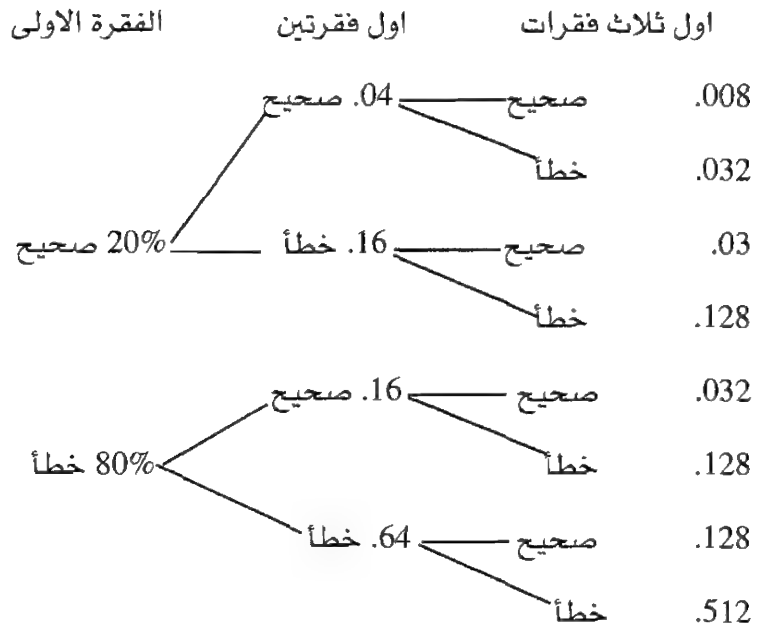 الفقرة الاولى اول فقرتين اول ثلاث فقرات
صحيح .04 صحيح .008
خطأ .032
صحيح 20% خطأ .16 صحيح .03
خطأ .128
صحيح .16 صحيح .032
خطأ 80% خطأ .128
خطأ .64 صحيح .128
خطأ .512